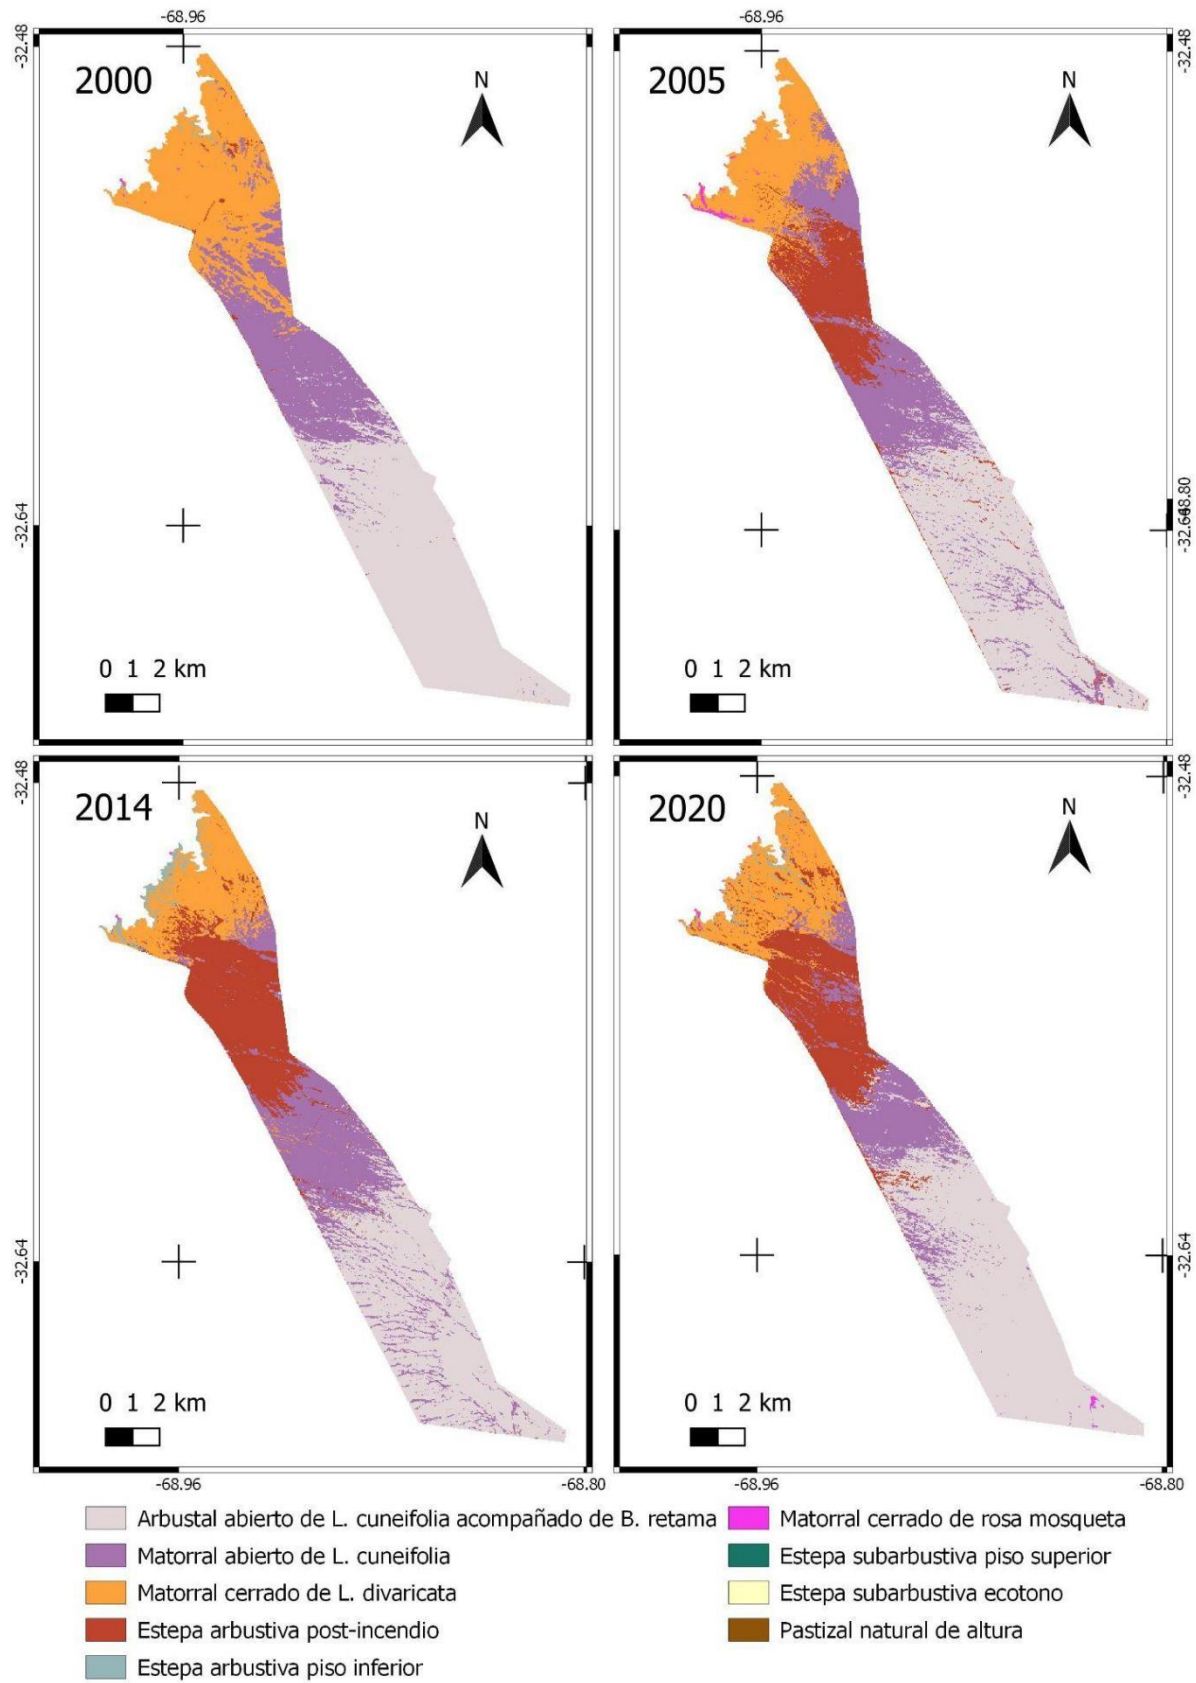 -68.96
-68.96
-32.48
2000
N
-32.64
0 1 2 km
-32.48
2005
N
-68.80
0 1 2 km
-32.48
2014
N
-32.64
0 1 2 km
-68.96
-68.80
-32.48
2020
N
-32.64
0 1 2 km
-68.96
-68.80
Arbustal abierto de L. cuneifolia acompañado de B. retama
Matorral abierto de L. cuneifolia
Matorral cerrado de L. divaricata
Estepa arbustiva post-incendio
Estepa arbustiva piso inferior
Matorral cerrado de rosa mosqueta
Estepa subarbustiva piso superior
Estepa subarbustiva ecotono
Pastizal natural de altura